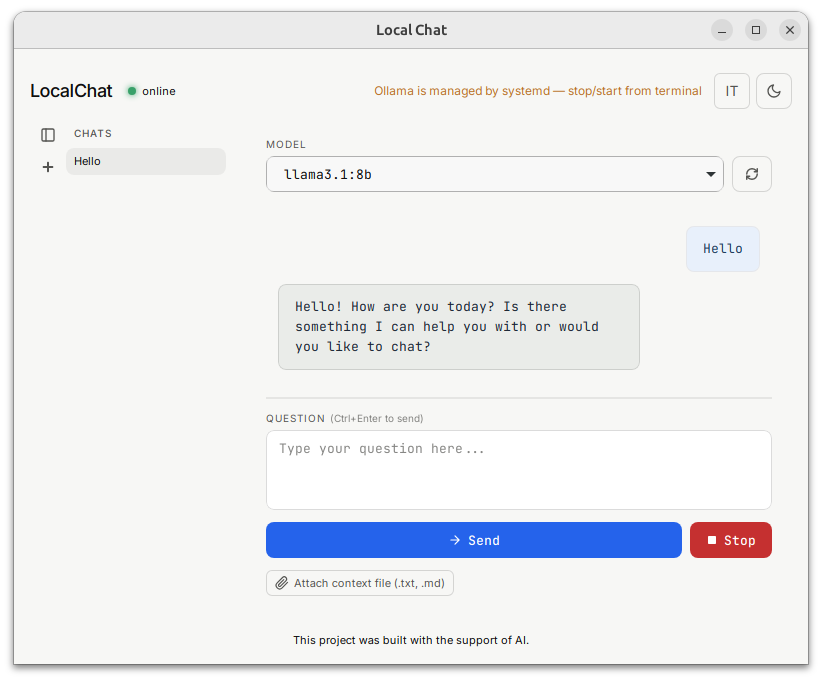 Local Chat
LocalChat
online
Ollama is managed by systemd — stop/start from terminal
IT
CHATS
Hello
MODEL
llama3.1:8b
Hello
Hello! How are you today? Is there
something I can help you with or would
you like to chat?
QUESTION (Ctrl+Enter to send)
Type your question here...
→ Send
Stop
Attach context file (.txt, .md)
This project was built with the support of AI.